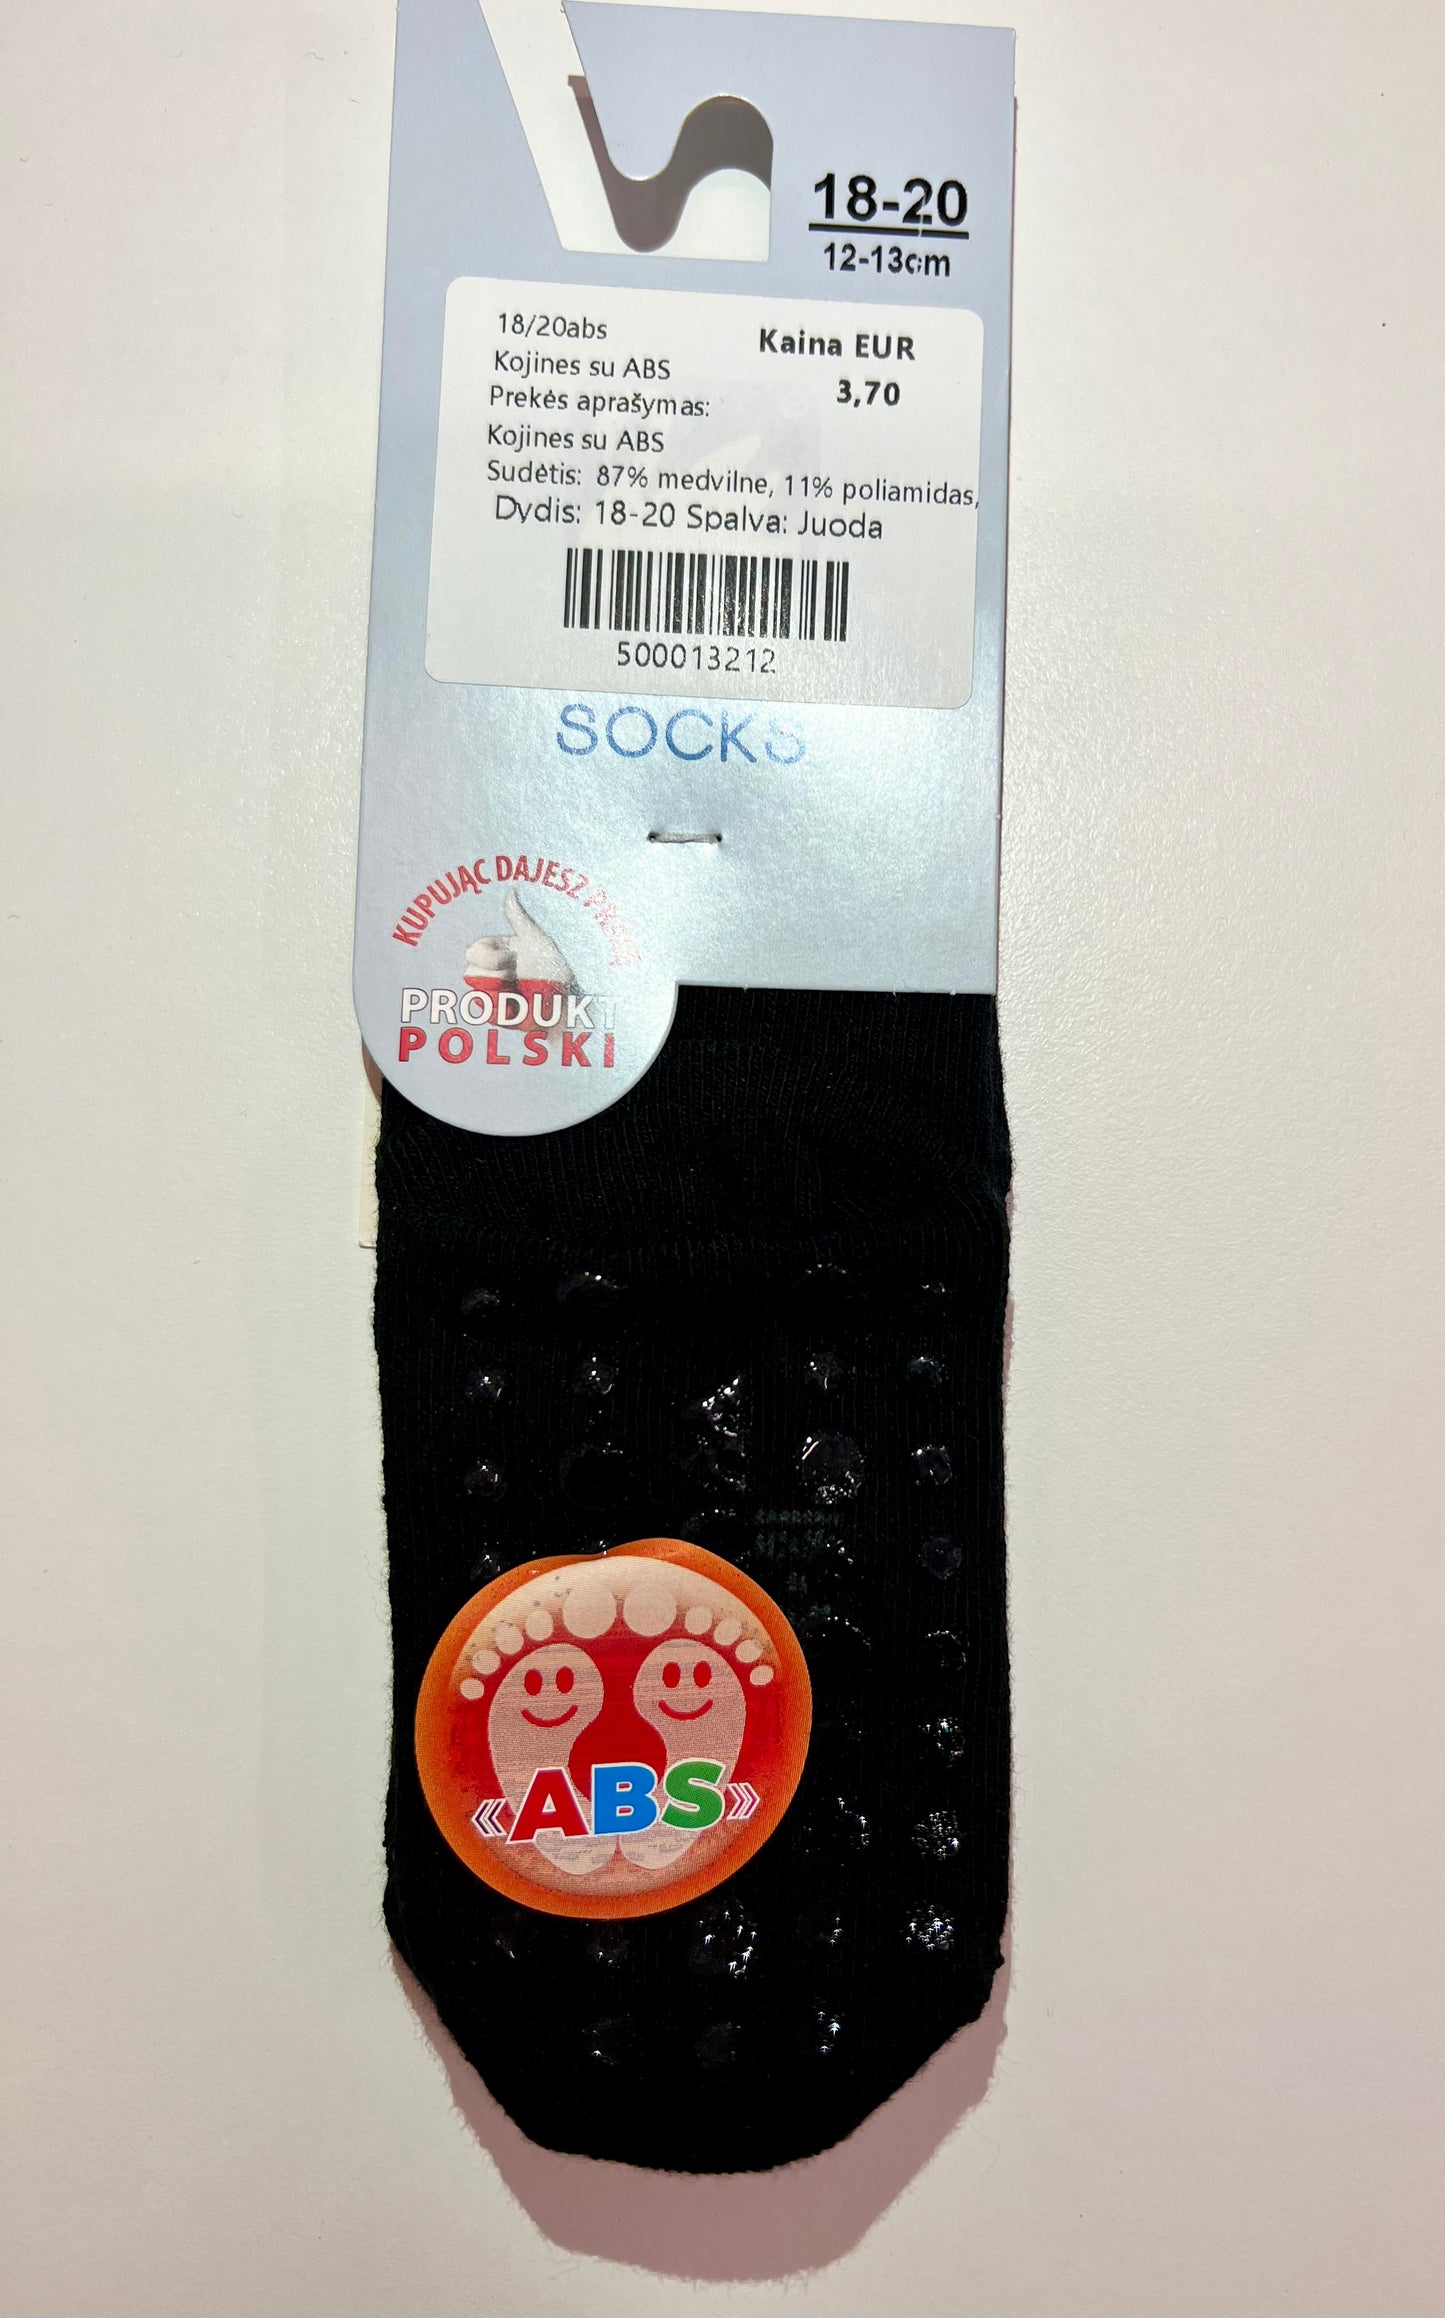 18-20
12-13cm
18/20abs
Kaina EUR
Kojines su ABS
3,70
Prekės aprašymas:
Kojines su ABS
Sudėtis: 87% medvilne, 11% poliamidas,
Dydis: 18-20 Spalva: Juoda
500013212
SOCKS
KUPUJĄC DAJESZ PRACĘ
PRODUKT
POLSKI
«ABS»